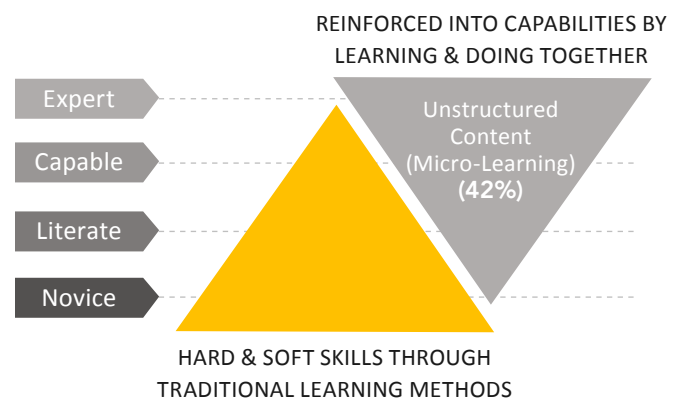 REINFORCED INTO CAPABILITIES BY
LEARNING & DOING TOGETHER
Expert
Unstructured
Content
(Micro-Learning)
(42%)
Capable
Literate
Novice
HARD & SOFT SKILLS THROUGH
TRADITIONAL LEARNING METHODS